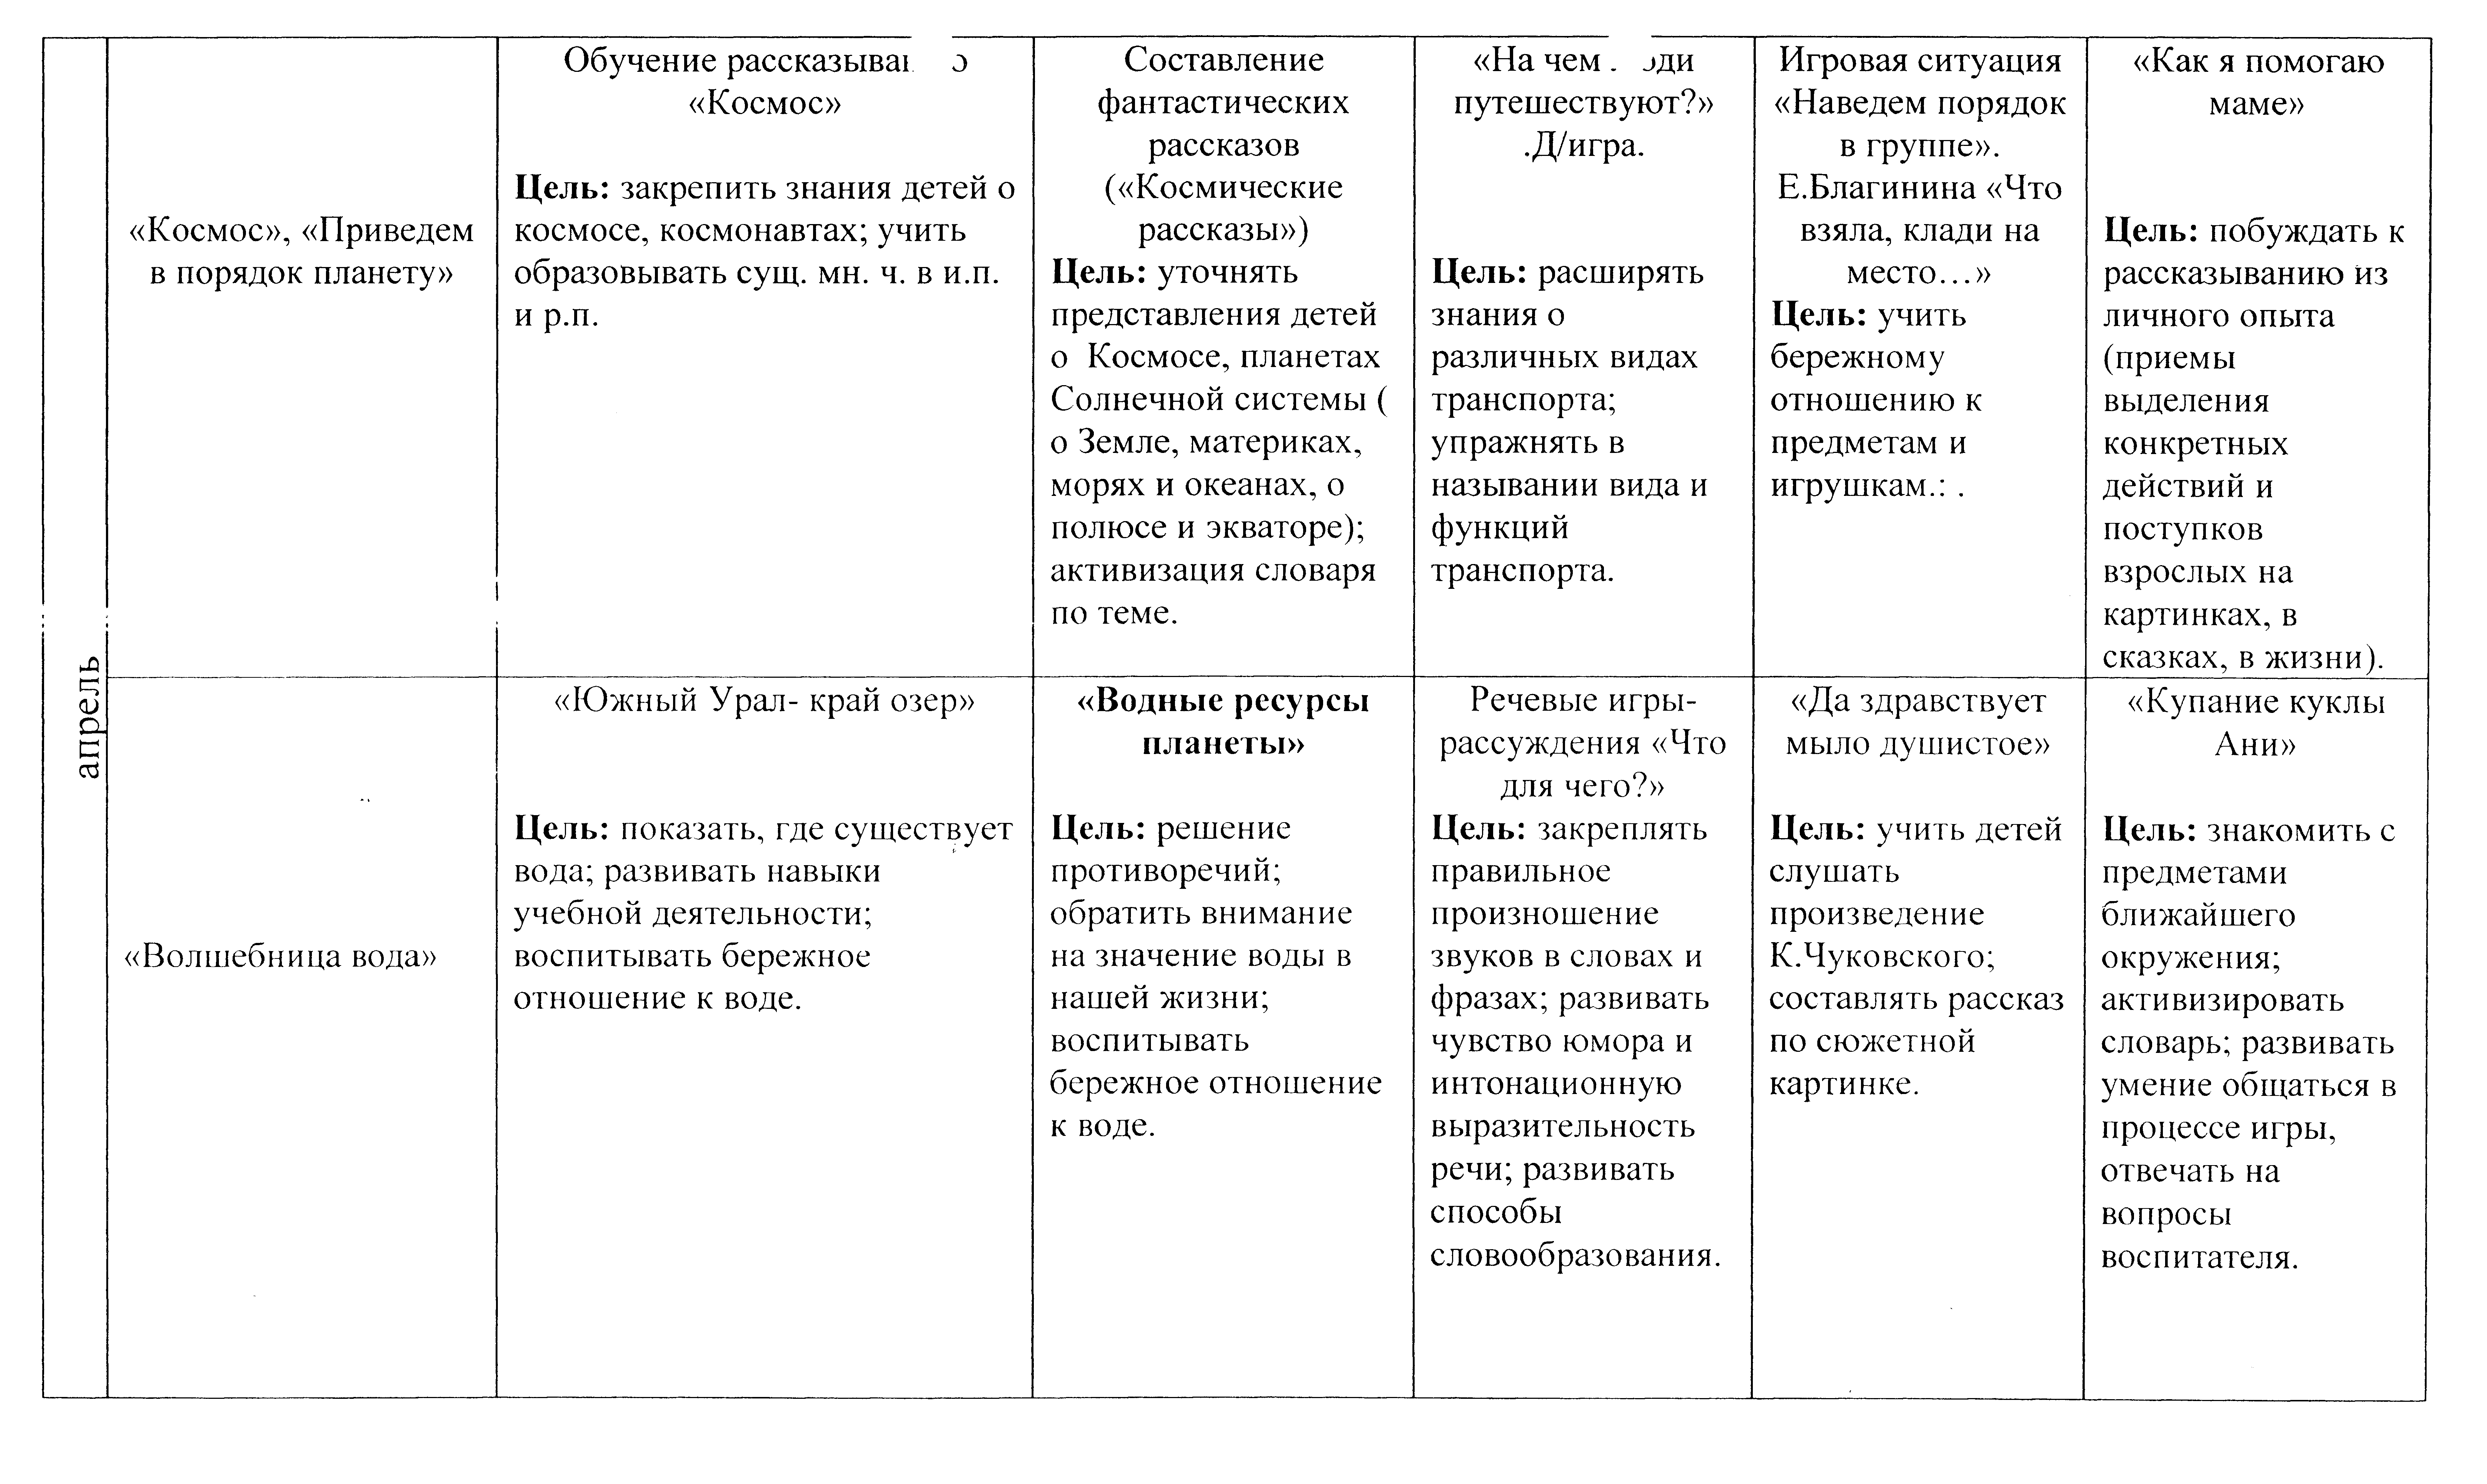 апрель
«Космос», «Приведем
в порядок планету»
Обучение
«Космос»
Цель: закрепить знания детей о
космосе, космонавтах; учить
образовывать сущ. мн. ч. в и.п.
и р.п.
Составление
фантастических
рассказов
(«Космические
рассказы»)
Цель: уточнять
представления детей
о Космосе, планетах
Солнечной системы (
о Земле, материках,
морях и океанах, о
полюсе и экваторе);
активизация словаря
по теме.
«На чем
путешествуют?»
.Д/игра.
Цель: расширять
знания о
различных видах
транспорта;
упражнять в
назывании вида и
функций
транспорта.
Игровая ситуация
«Наведем порядок
в группе».
Е.Благинина «Что
взяла, клади на
место…»
Цель: учить
бережному
отношению к
предметам и
игрушкам.: .
«Как я помогаю
маме»
Цель: побуждать к
рассказыванию из
личного опыта
(приемы
выделения
конкретных
действий и
поступков
взрослых на
картинках, в
сказках, в жизни).
«Волшебница вода»
«Южный Урал- край озер»
Цель: показать, где существует
вода; развивать навыки
учебной деятельности;
воспитывать бережное
отношение к воде.
«Водные ресурсы
планеты»
Цель: решение
противоречий;
обратить внимание
на значение воды в
нашей жизни;
воспитывать
бережное отношение
к воде.
Речевые игры-
рассуждения «Что
для чего?»
Цель: закреплять
правильное
произношение
звуков в словах и
фразах; развивать
чувство юмора и
интонационную
выразительность
речи; развивать
способы
словообразования.
«Да здравствует
мыло душистое»
Цель: учить детей
слушать
произведение
К.Чуковского;
составлять рассказ
по сюжетной
картинке.
«Купание куклы
Ани»
Цель: знакомить с
предметами
ближайшего
окружения;
активизировать
словарь; развивать
умение общаться в
процессе игры,
отвечать на
вопросы
воспитателя.